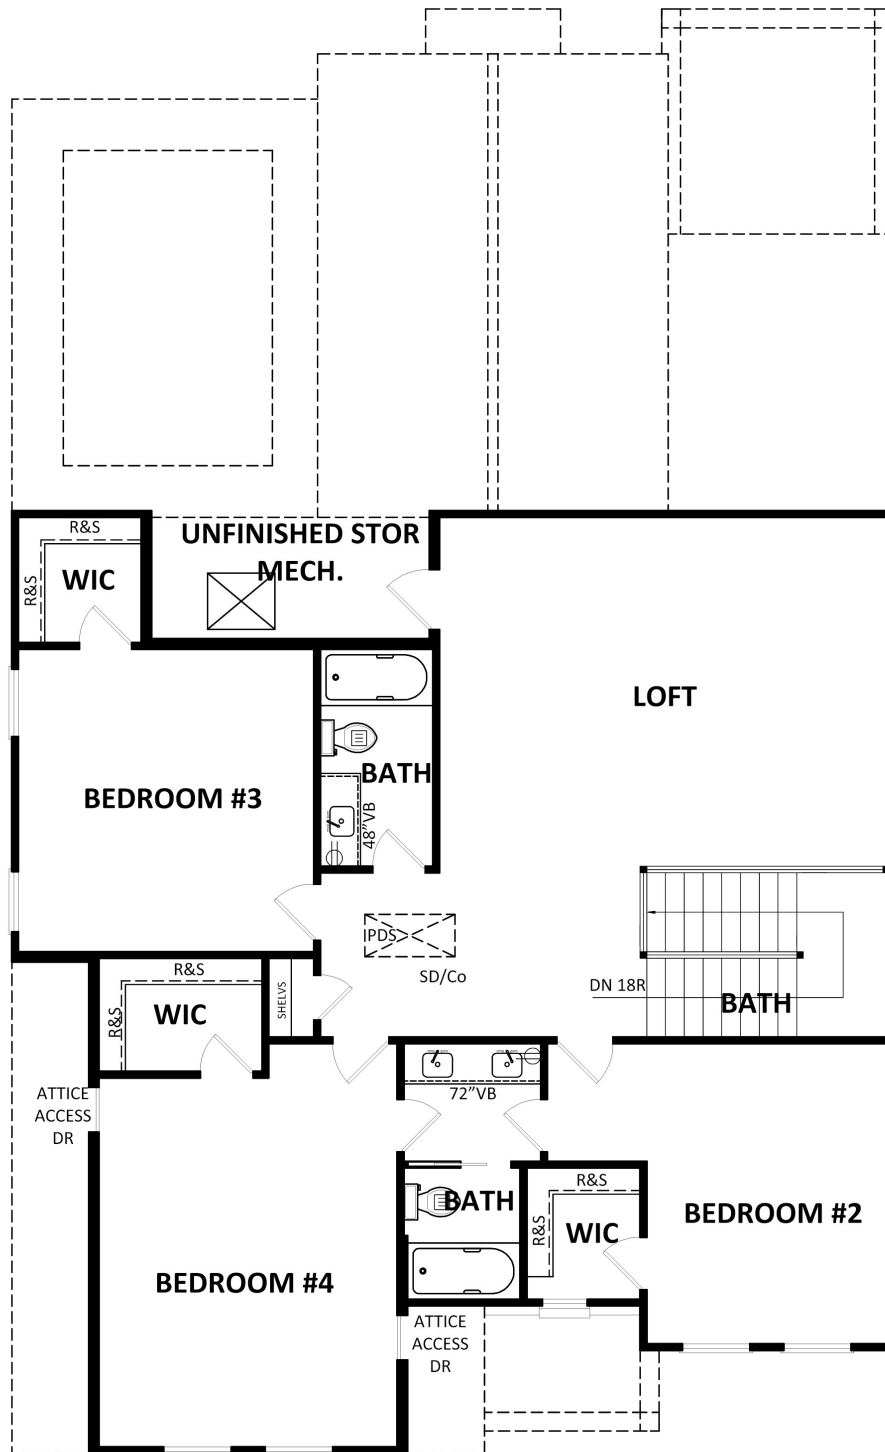 R&S
UNFINISHED STOR
MECH.
R&S
WIC
LOFT
BATH
BEDROOM #3
48"VB
IPDS
SD/Co
R&S
SHELVS
DN 18R
BATH
R&S
WIC
72"VB
ATTICE
ACCESS
DR
R&S
BATH
BEDROOM #2
R&S
WIC
BEDROOM #4
ATTICE
ACCESS
DR